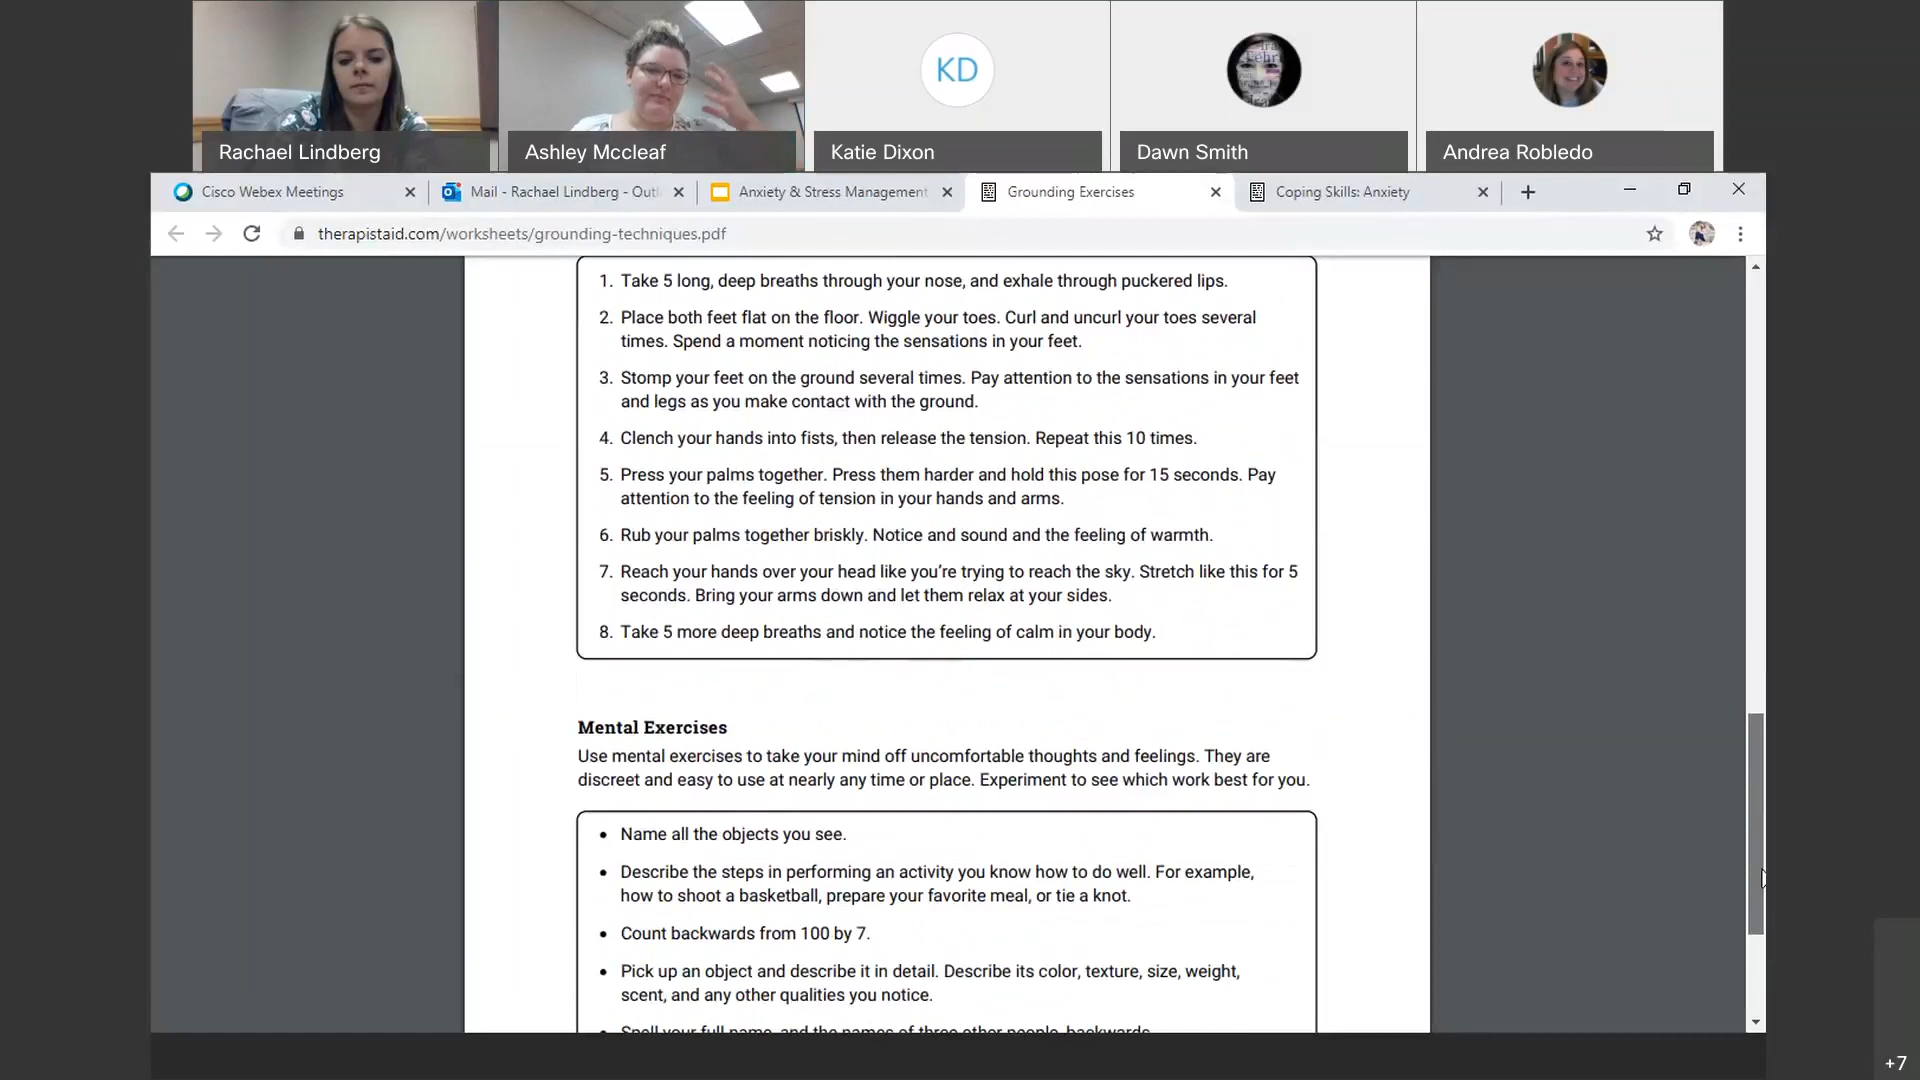 KD
Rachael Lindberg
Ashley Mccleaf
Katie Dixon
Dawn Smith
Andrea Robledo
Cisco Webex Meetings
Mail - Rachael Lindberg - Outl
Anxiety & Stress Management
Grounding Exercises
Coping Skills: Anxiety
therapistaid.com/worksheets/grounding-techniques.pdf
1. Take 5 long, deep breaths through your nose, and exhale through puckered lips.
2. Place both feet flat on the floor. Wiggle your toes. Curl and uncurl your toes several
times. Spend a moment noticing the sensations in your feet.
3. Stomp your feet on the ground several times. Pay attention to the sensations in your feet
and legs as you make contact with the ground.
4. Clench your hands into fists, then release the tension. Repeat this 10 times.
5. Press your palms together. Press them harder and hold this pose for 15 seconds. Pay
attention to the feeling of tension in your hands and arms.
6. Rub your palms together briskly. Notice and sound and the feeling of warmth.
7. Reach your hands over your head like you're trying to reach the sky. Stretch like this for 5
seconds. Bring your arms down and let them relax at your sides.
8. Take 5 more deep breaths and notice the feeling of calm in your body.
Mental Exercises
Use mental exercises to take your mind off uncomfortable thoughts and feelings. They are
discreet and easy to use at nearly any time or place. Experiment to see which work best for you.
• Name all the objects you see.
• Describe the steps in performing an activity you know how to do well. For example,
how to shoot a basketball, prepare your favorite meal, or tie a knot.
• Count backwards from 100 by 7.
• Pick up an object and describe it in detail. Describe its color, texture, size, weight,
scent, and any other qualities you notice.
• Spell your full name, and the names of three other people, backwards.
+7